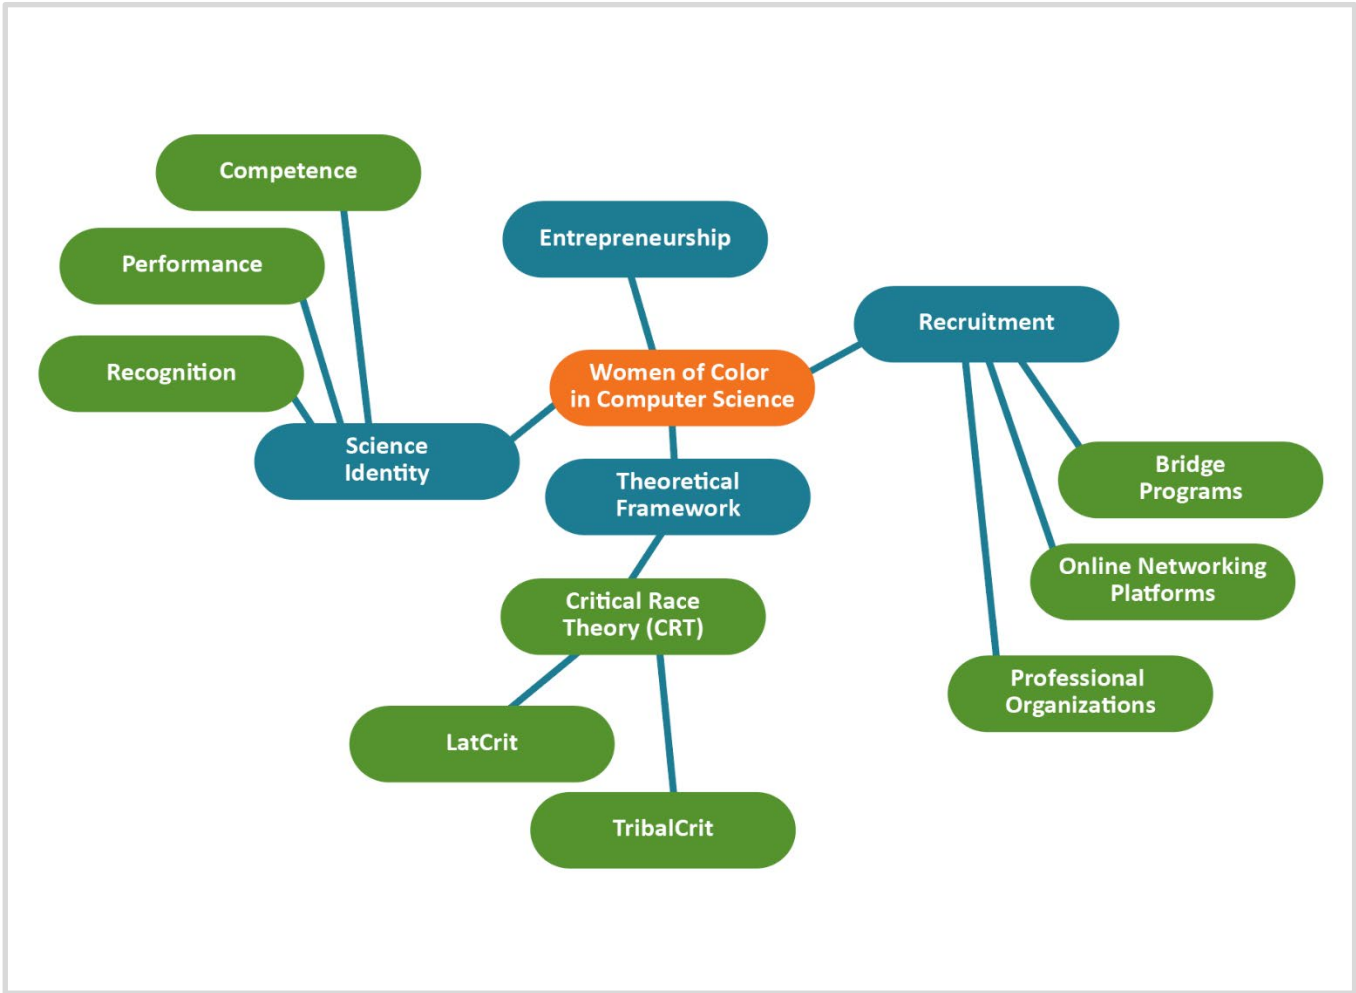 Competence
Performance
Recognition
Science
Identity
Entrepreneurship
Women of Color
in Computer Science
Recruitment
Theoretical
Framework
Critical Race
Theory (CRT)
LatCrit
TribalCrit
Bridge
Programs
Online Networking
Platforms
Professional
Organizations